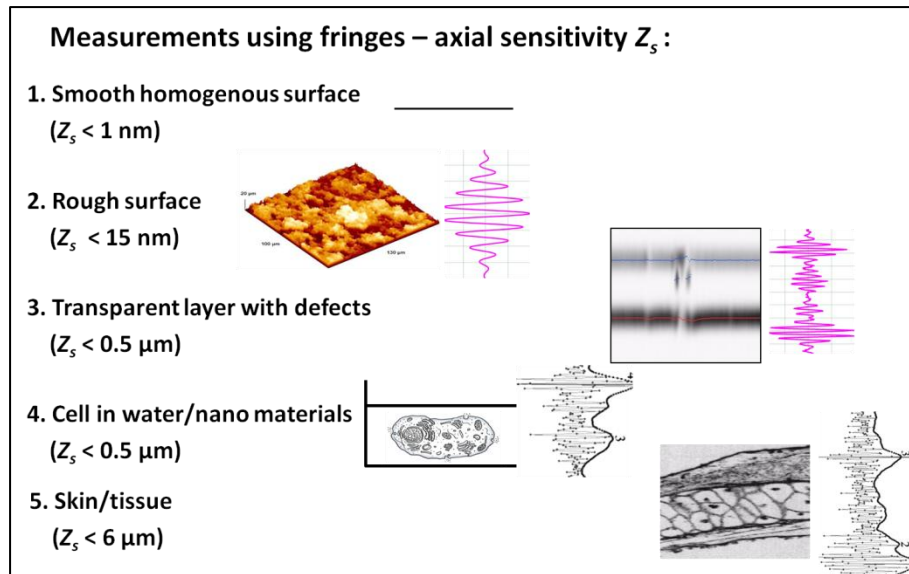 Measurements using fringes – axial sensitivity Zs :
1. Smooth homogenous surface
(Zs < 1 nm)
2. Rough surface
(Zs < 15 nm)
20 µm
100 µm
130 µm
3. Transparent layer with defects
(Zs < 0.5 µm)
4. Cell in water/nano materials
(Zs < 0.5 µm)
3
5. Skin/tissue
(Zs < 6 µm)